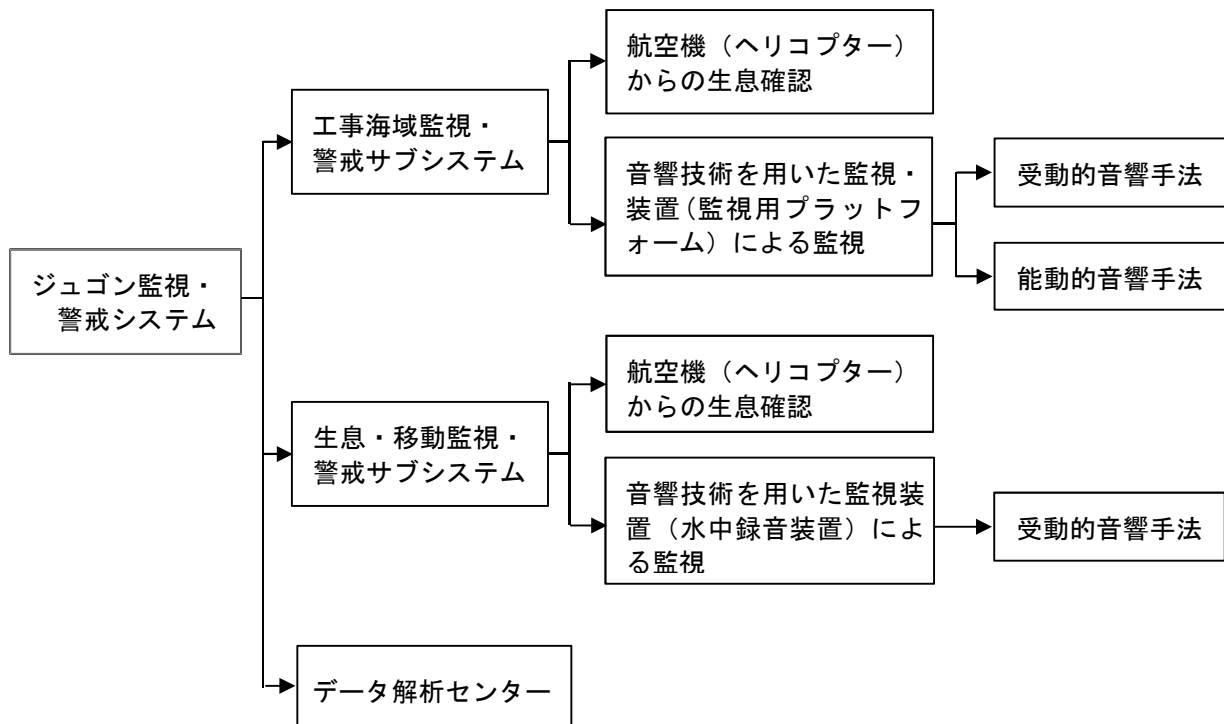 航空機（ヘリコプター）
からの生息確認
工事海域監視・
警戒サブシステム
音響技術を用いた監視・
装置（監視用プラットフ
ォーム）による監視
受動的音響手法
能動的音響手法
ジュゴン監視・
警戒システム
航空機（ヘリコプター）
からの生息確認
生息・移動監視・
警戒サブシステム
音響技術を用いた監視装
置（水中録音装置）によ
る監視
受動的音響手法
データ解析センター